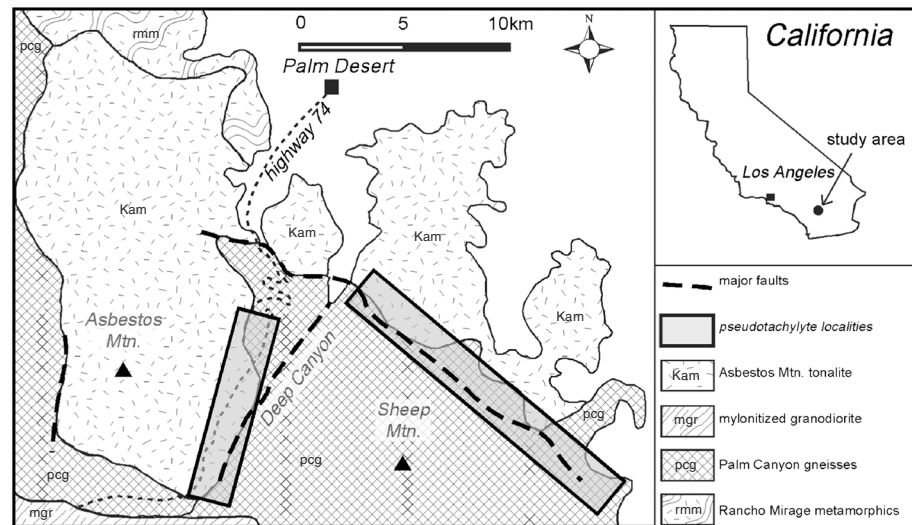 pcg
rmm
0 5 10km
N
Palm Desert
highway 74
Kam
Kam
Kam
Kam
Asbestos
Mtn.
Deep Canyon
Sheep
Mtn.
pcg
pcg
pcg
mgr
California
study area
Los Angeles
major faults
pseudotachylyte localities
Kam Asbestos Mtn. tonalite
mgr mylonitized granodiorite
pcg Palm Canyon gneisses
rmm Rancho Mirage metamorphics